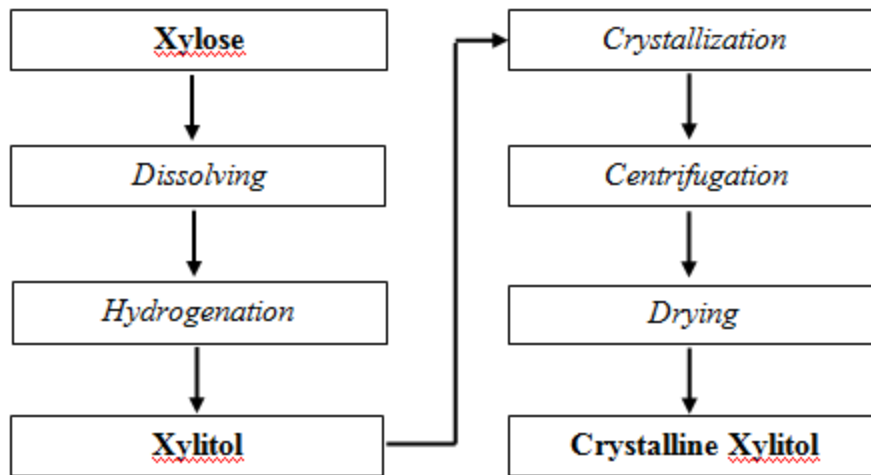 Xylose
Dissolving
Hydrogenation
Xylitol
Crystallization
Centrifugation
Drying
Crystalline Xylitol